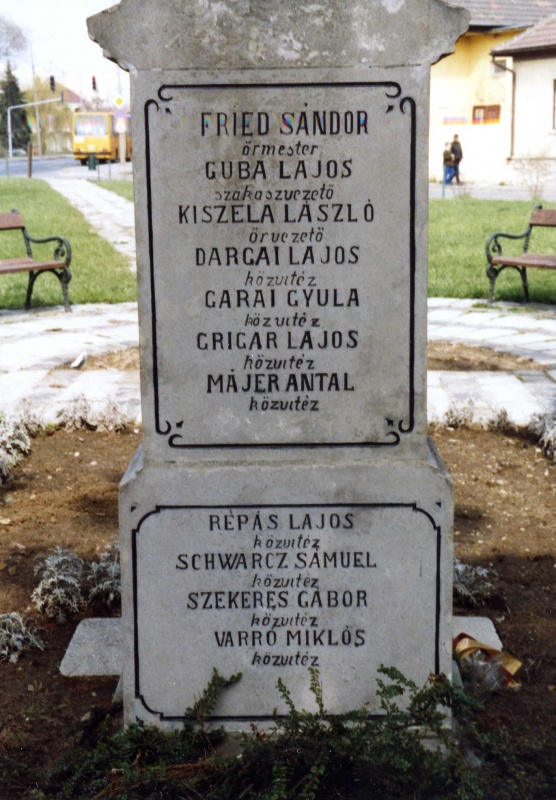 FRIED SÁNDOR
őrmester
GUBA LAJOS
szakaszvezető
KISZELA LÁSZLÓ
őrvezető
DARGAI LAJOS
közvitéz
GARAI GYULA
közvitéz
GRIGAR LAJOS
közvitéz
MÁJER ANTAL
közvitéz
RÉPÁS LAJOS
közvitéz
SCHWARCZ SÁMUEL
közvitéz
SZEKERES GÁBOR
közvitéz
VARRÓ MIKLÓS
közvitéz